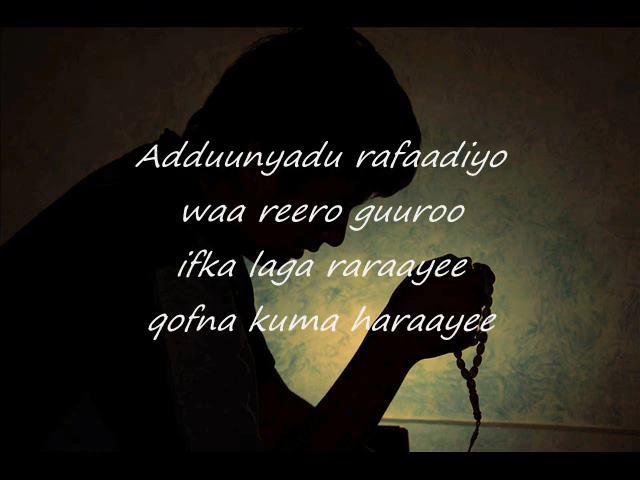 Adduunyadu rafaadiyo
waa reero guuroo
ifka laga raraayee
qofna kuma haraayee